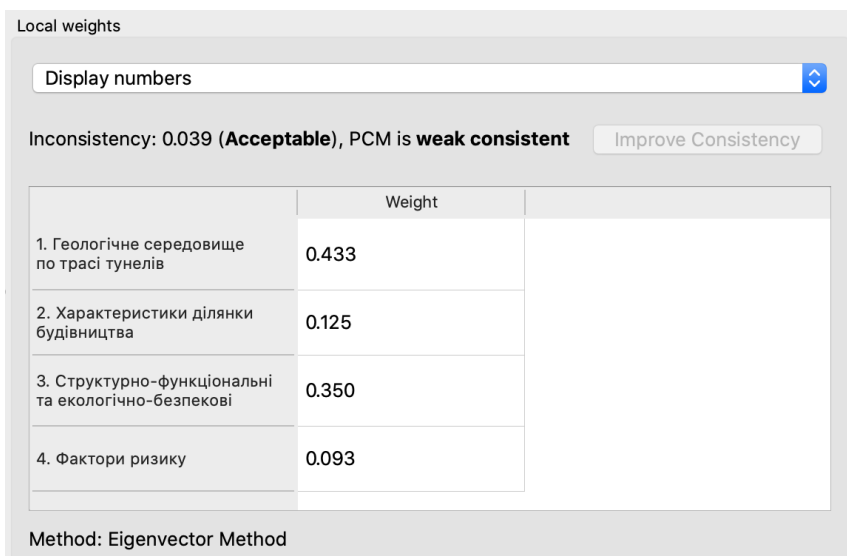 Local weights
Display numbers
Inconsistency: 0.039 (Acceptable), PCM is weak consistent
Improve Consistency
Weight
1. Геологічне середовище
по трасі тунелів
0.433
2. Характеристики ділянки
будівництва
0.125
3. Структурно-функціональні
та екологічно-безпекові
0.350
4. Фактори ризику
0.093
Method: Eigenvector Method